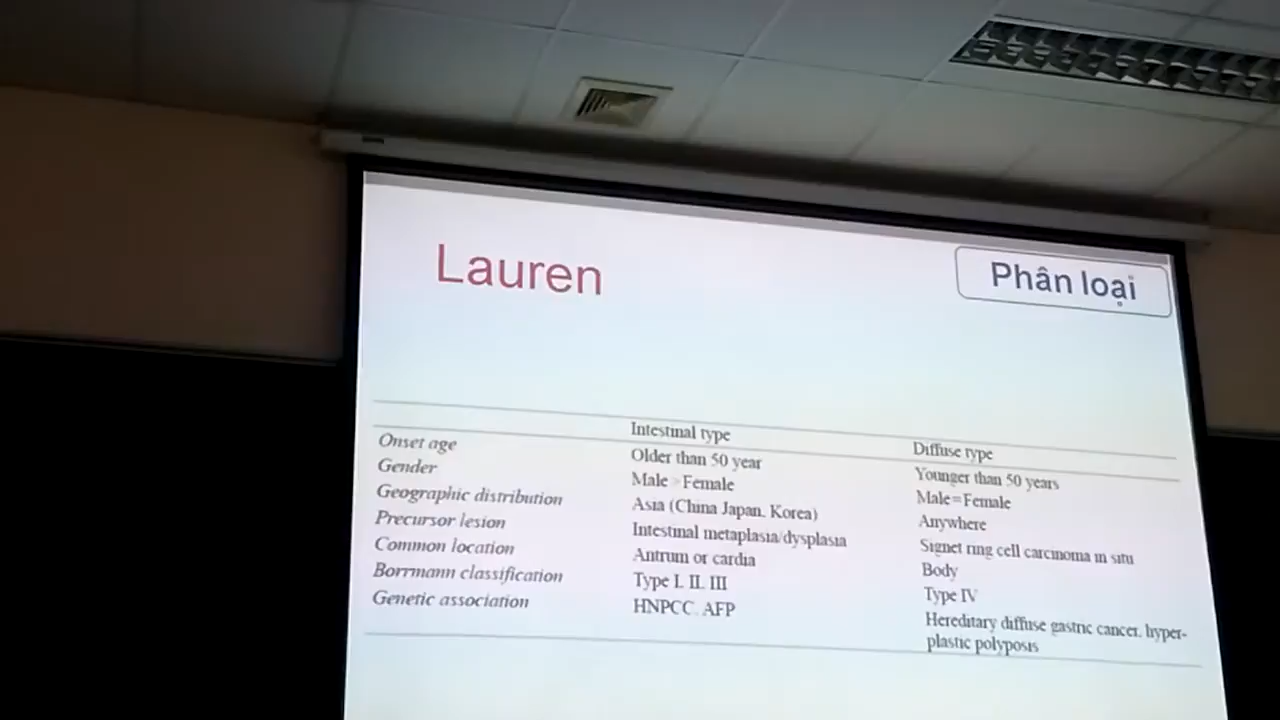 Lauren
Phân loại
Intestinal type Diffuse type
Onset age Older than 50 year Younger than 50 years
Gender Male > Female Male=Female
Geographic distribution Asia (China Japan, Korea) Anywhere
Precursor lesion Intestinal metaplasia/dysplasia Signet ring cell carcinoma in situ
Common location Antrum or cardia Body
Borrmann classification Type I, II, III Type IV
Genetic association HNPCC, AFP Hereditary diffuse gastric cancer, hyper-
plastic polyposis